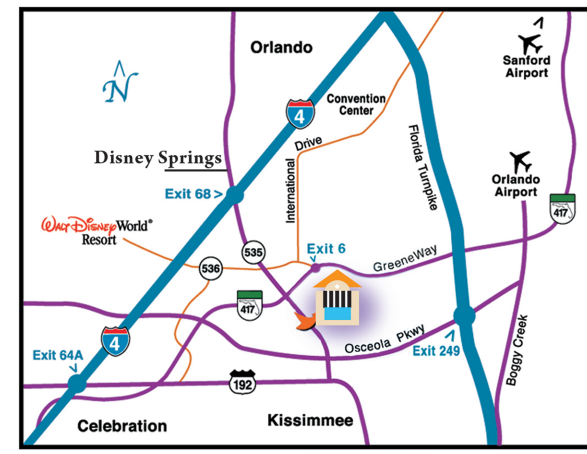 Orlando
Sanford
Airport
N
Convention
Center
4
Drive
Disney Springs
Florida Turnpike
Orlando
Airport
International
Exit 68 >
417
Walt Disney World®
Resort
535
Exit 6
536
GreeneWay
417
4
Osceola Pkwy
Exit 249
Boggy Creek
Exit 64A
192
Celebration
Kissimmee